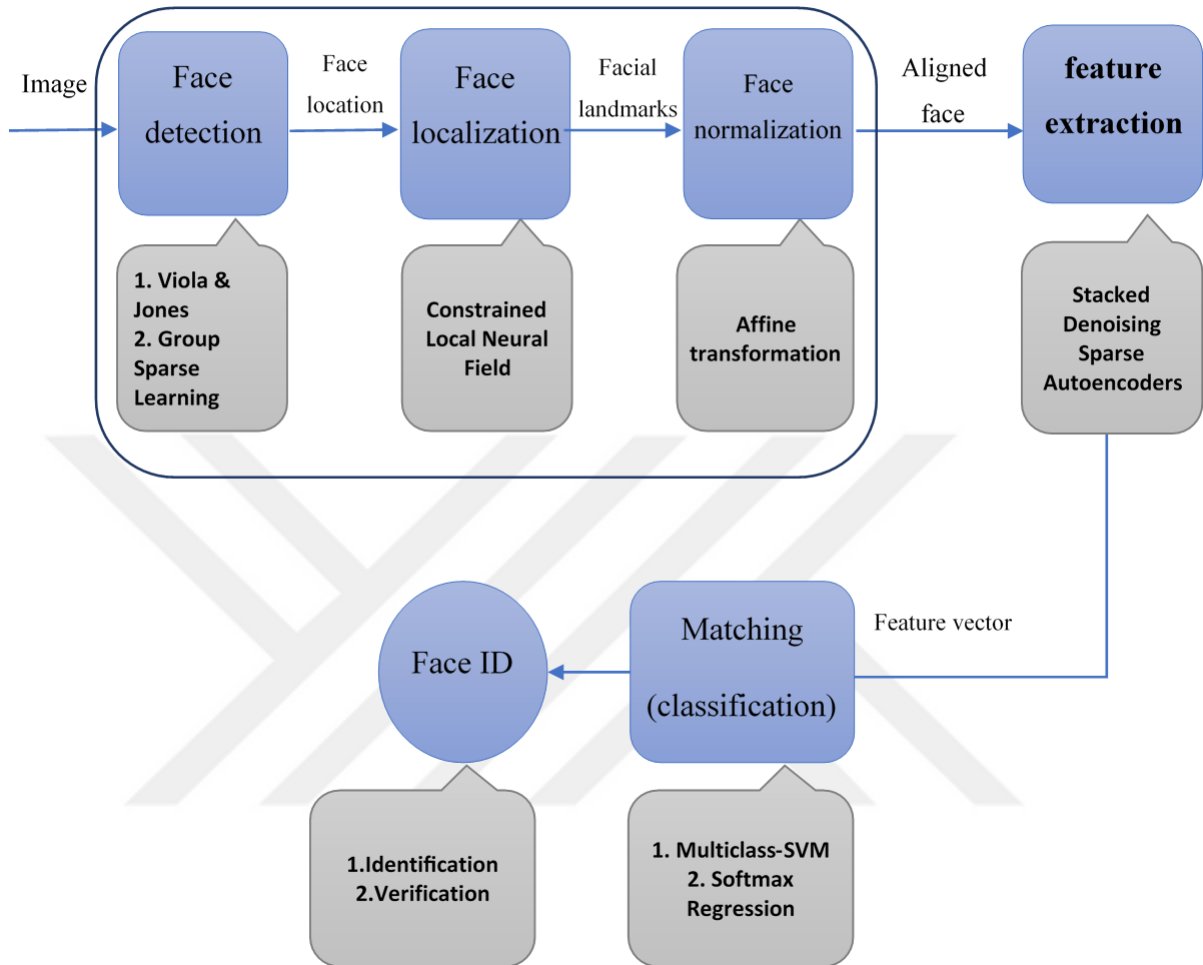 Image
Face
detection
Face
location
Face
localization
Facial
landmarks
Face
normalization
Aligned
face
feature
extraction
1. Viola &
Jones
2. Group
Sparse
Learning
Constrained
Local Neural
Field
Affine
transformation
Stacked
Denoising
Sparse
Autoencoders
Feature vector
Matching
(classification)
Face ID
1. Multiclass-SVM
2. Softmax
Regression
1.Identification
2.Verification